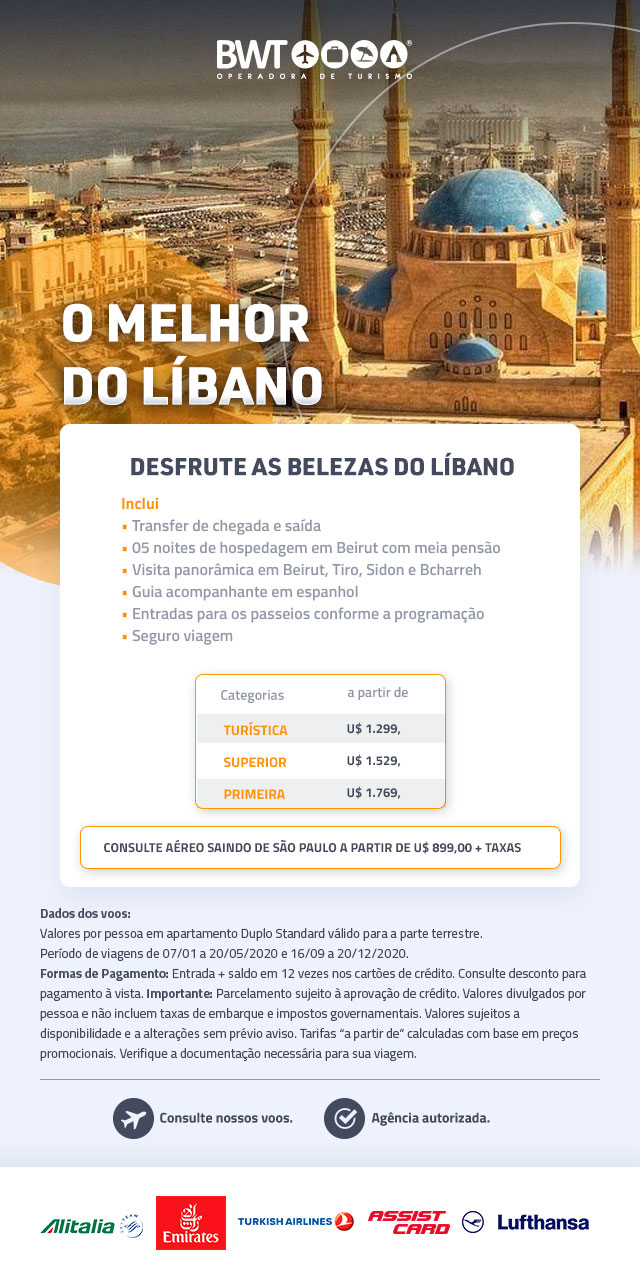 BWT
OPERADORA DE TURISMO
O MELHOR
DO LÍBANO
DESFRUTE AS BELEZAS DO LÍBANO
Inclui
• Transfer de chegada e saída
• 05 noites de hospedagem em Beirut com meia pensão
• Visita panorâmica em Beirut, Tiro, Sidon e Bcharreh
• Guia acompanhante em espanhol
• Entradas para os passeios conforme a programação
• Seguro viagem
Categorias a partir de
TURÍSTICA U$ 1.299,
SUPERIOR U$ 1.529,
PRIMEIRA U$ 1.769,
CONSULTE AÉREO SAINDO DE SÃO PAULO A PARTIR DE U$ 899,00 + TAXAS
Dados dos voos:
Valores por pessoa em apartamento Duplo Standard válido para a parte terrestre.
Período de viagens de 07/01 a 20/05/2020 e 16/09 a 20/12/2020.
Formas de Pagamento: Entrada + saldo em 12 vezes nos cartões de crédito. Consulte desconto para
pagamento à vista. Importante: Parcelamento sujeito à aprovação de crédito. Valores divulgados por
pessoa e não incluem taxas de embarque e impostos governamentais. Valores sujeitos a
disponibilidade e a alterações sem prévio aviso. Tarifas “a partir de” calculadas com base em preços
promocionais. Verifique a documentação necessária para sua viagem.
Consulte nossos voos. Agência autorizada.
Alitalia Emirates TURKISH AIRLINES ASSIST CARD Lufthansa